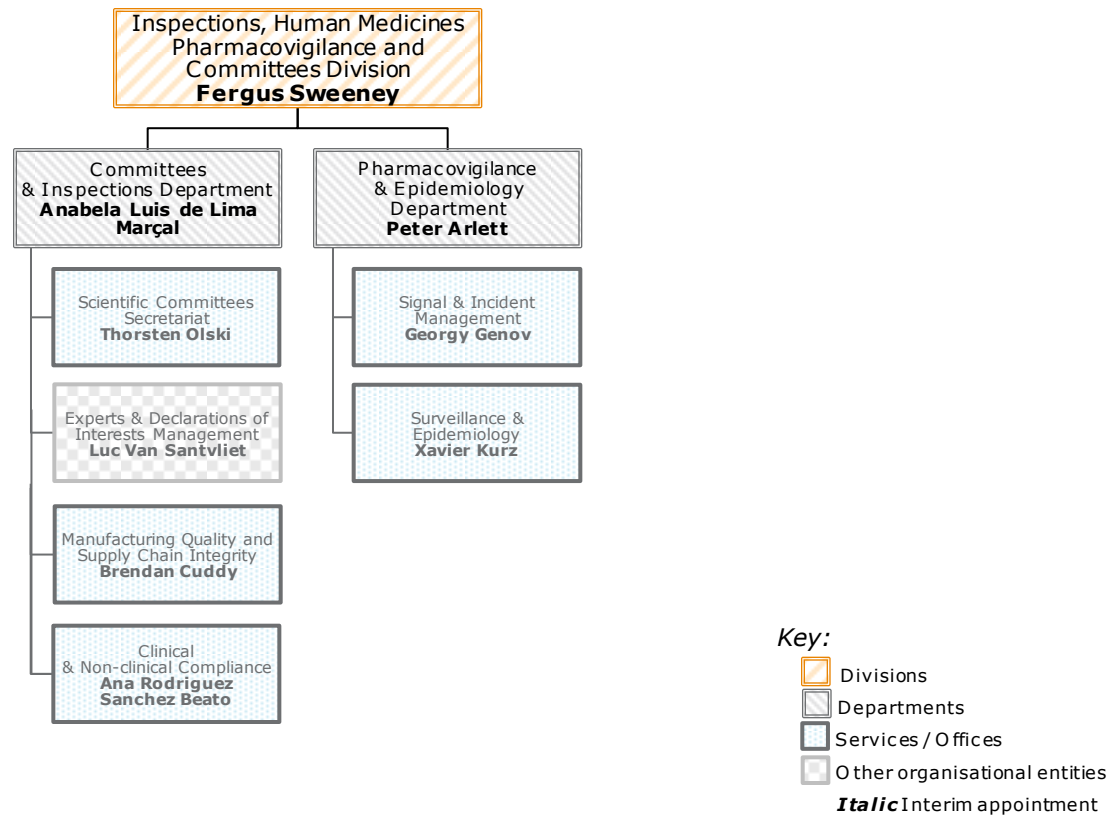 Inspections, Human Medicines
Pharmacovigilance and
Committees Division
Fergus Sweeney
Committees
& Inspections Department
Anabela Luis de Lima
Marçal
Pharmacovigilance
& Epidemiology
Department
Peter Arlett
Scientific Committees
Secretariat
Thorsten Olski
Signal & Incident
Management
Georgy Genov
Experts & Declarations of
Interests Management
Luc Van Santvliet
Surveillance &
Epidemiology
Xavier Kurz
Manufacturing Quality and
Supply Chain Integrity
Brendan Cuddy
Clinical
& Non-clinical Compliance
Ana Rodriguez
Sanchez Beato
Key:
Divisions
Departments
Services / Offices
Other organisational entities
Italic Interim appointment